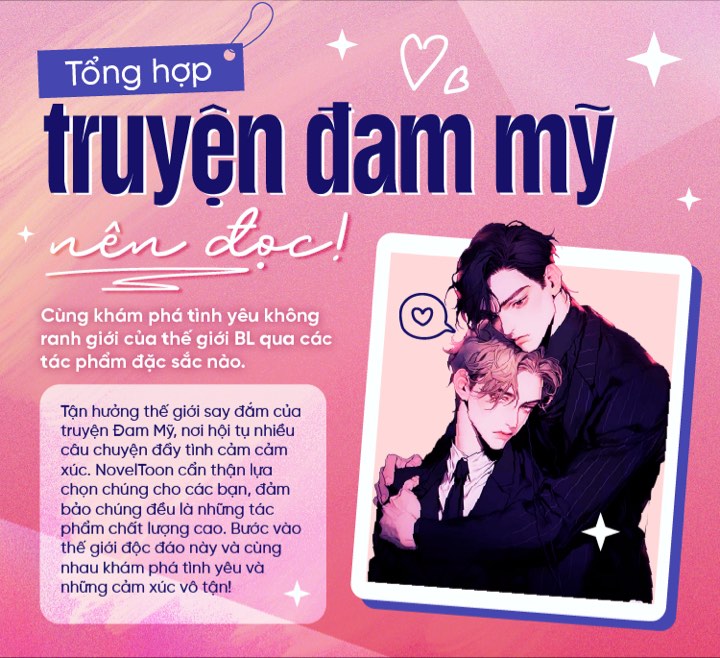 Tổng hợp
truyện đam mỹ
nên đọc!
Cùng khám phá tình yêu không
ranh giới của thế giới BL qua các
tác phẩm đặc sắc nào.
Tận hưởng thế giới say đắm của
truyện Đam Mỹ, nơi hội tụ nhiều
câu chuyện đầy tình cảm cảm
xúc. NovelToon cẩn thận lựa
chọn chúng cho các bạn, đảm
bảo chúng đều là những tác
phẩm chất lượng cao. Bước vào
thế giới độc đáo này và cùng
nhau khám phá tình yêu và
những cảm xúc vô tận!